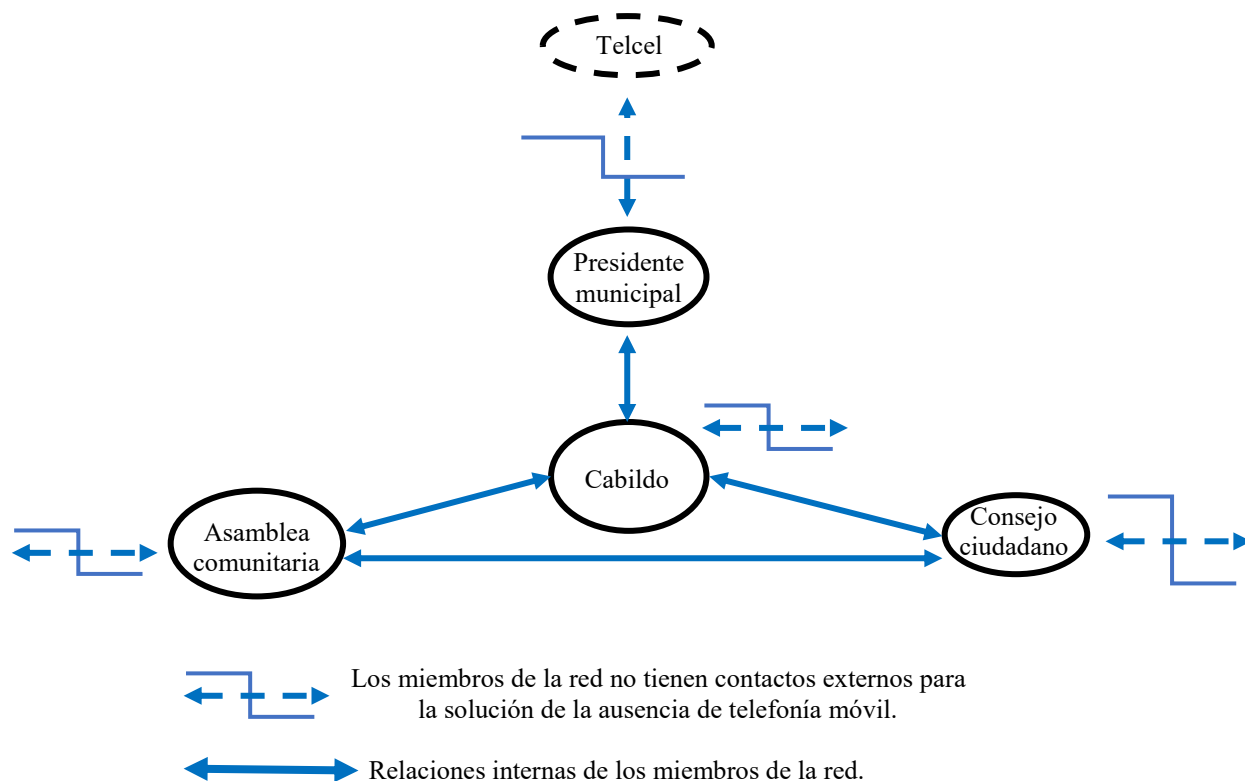 Telcel
Presidente
municipal
Cabildo
Asamblea
comunitaria
Consejo
ciudadano
Los miembros de la red no tienen contactos externos para
la solución de la ausencia de telefonía móvil.
Relaciones internas de los miembros de la red.